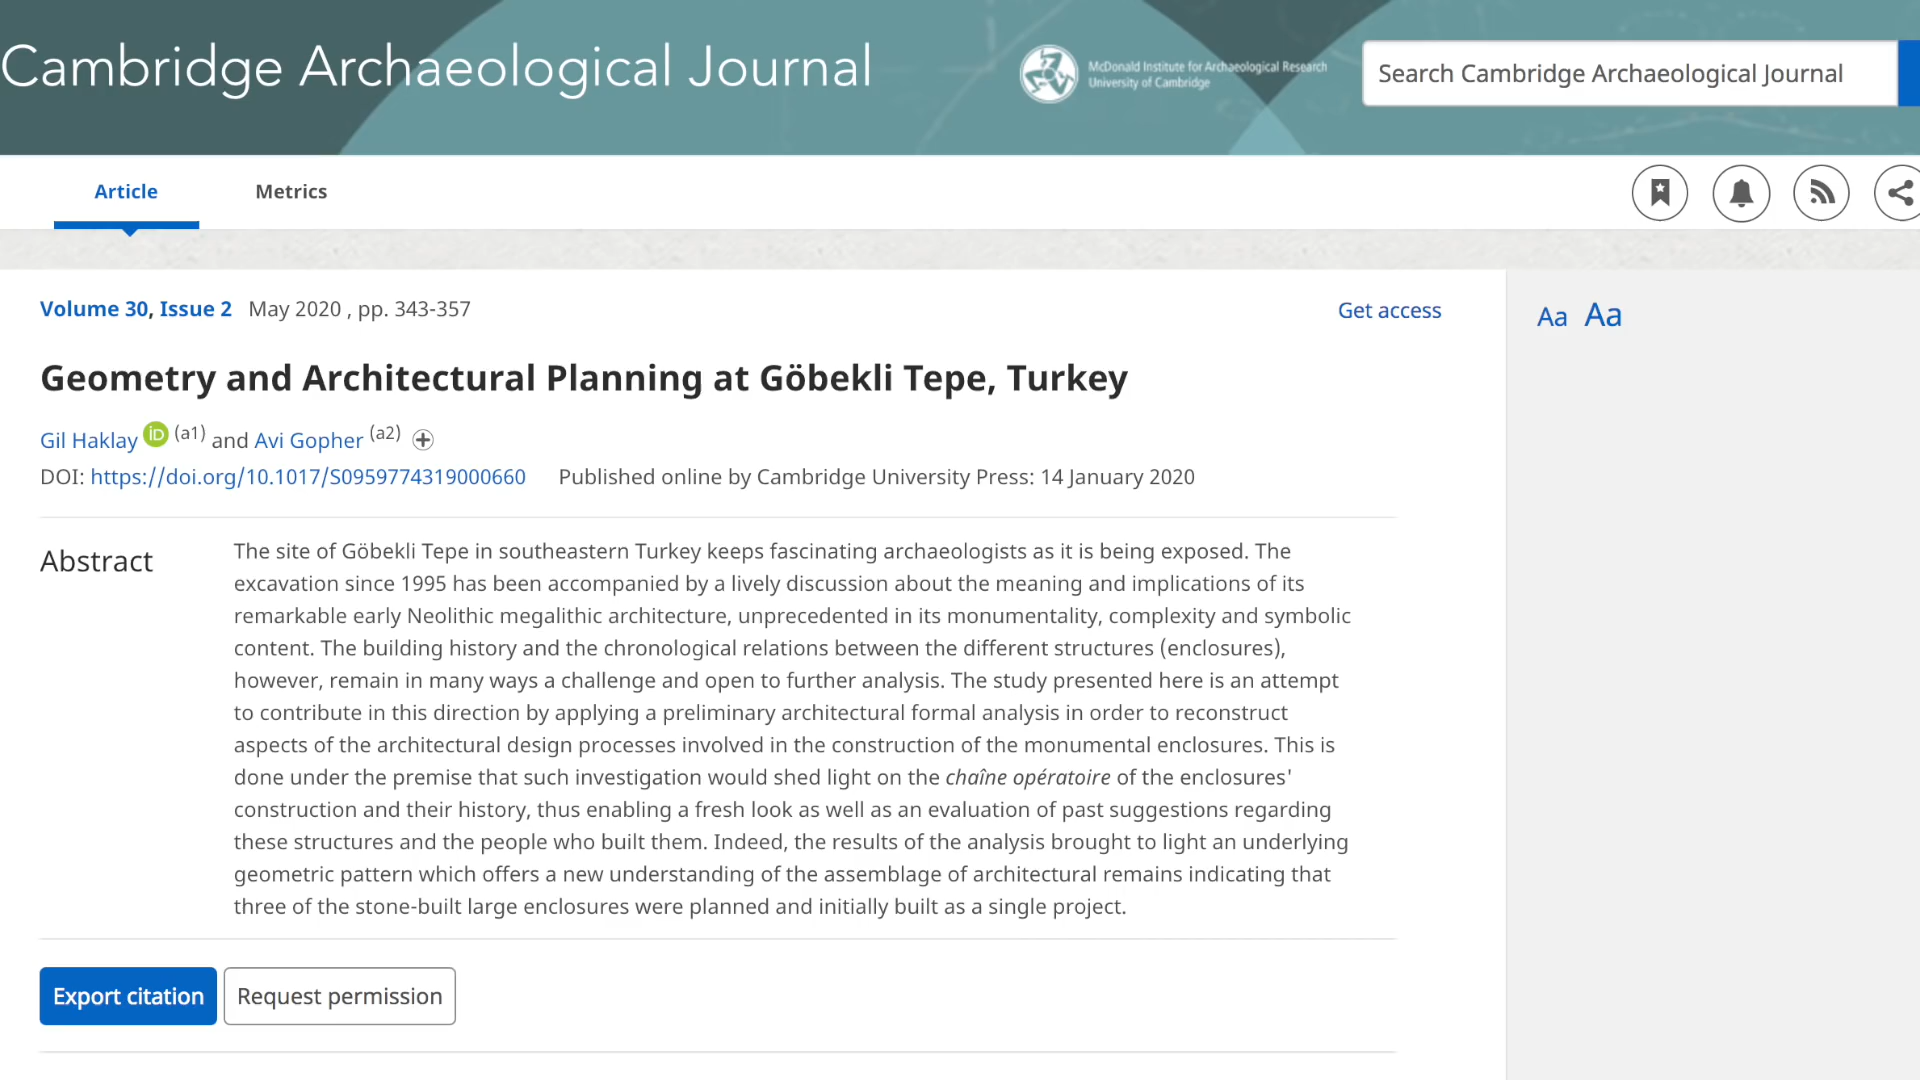 Cambridge Archaeological Journal
McDonald Institute for Archaeological Research
University of Cambridge
Search Cambridge Archaeological Journal
Article Metrics
Volume 30, Issue 2 May 2020 , pp. 343-357 Get access
Aa Aa
Geometry and Architectural Planning at Göbekli Tepe, Turkey
Gil Haklay iD (a1) and Avi Gopher (a2)
DOI: https://doi.org/10.1017/S0959774319000660 Published online by Cambridge University Press: 14 January 2020
Abstract
The site of Göbekli Tepe in southeastern Turkey keeps fascinating archaeologists as it is being exposed. The
excavation since 1995 has been accompanied by a lively discussion about the meaning and implications of its
remarkable early Neolithic megalithic architecture, unprecedented in its monumentality, complexity and symbolic
content. The building history and the chronological relations between the different structures (enclosures),
however, remain in many ways a challenge and open to further analysis. The study presented here is an attempt
to contribute in this direction by applying a preliminary architectural formal analysis in order to reconstruct
aspects of the architectural design processes involved in the construction of the monumental enclosures. This is
done under the premise that such investigation would shed light on the chaîne opératoire of the enclosures'
construction and their history, thus enabling a fresh look as well as an evaluation of past suggestions regarding
these structures and the people who built them. Indeed, the results of the analysis brought to light an underlying
geometric pattern which offers a new understanding of the assemblage of architectural remains indicating that
three of the stone-built large enclosures were planned and initially built as a single project.
Export citation Request permission